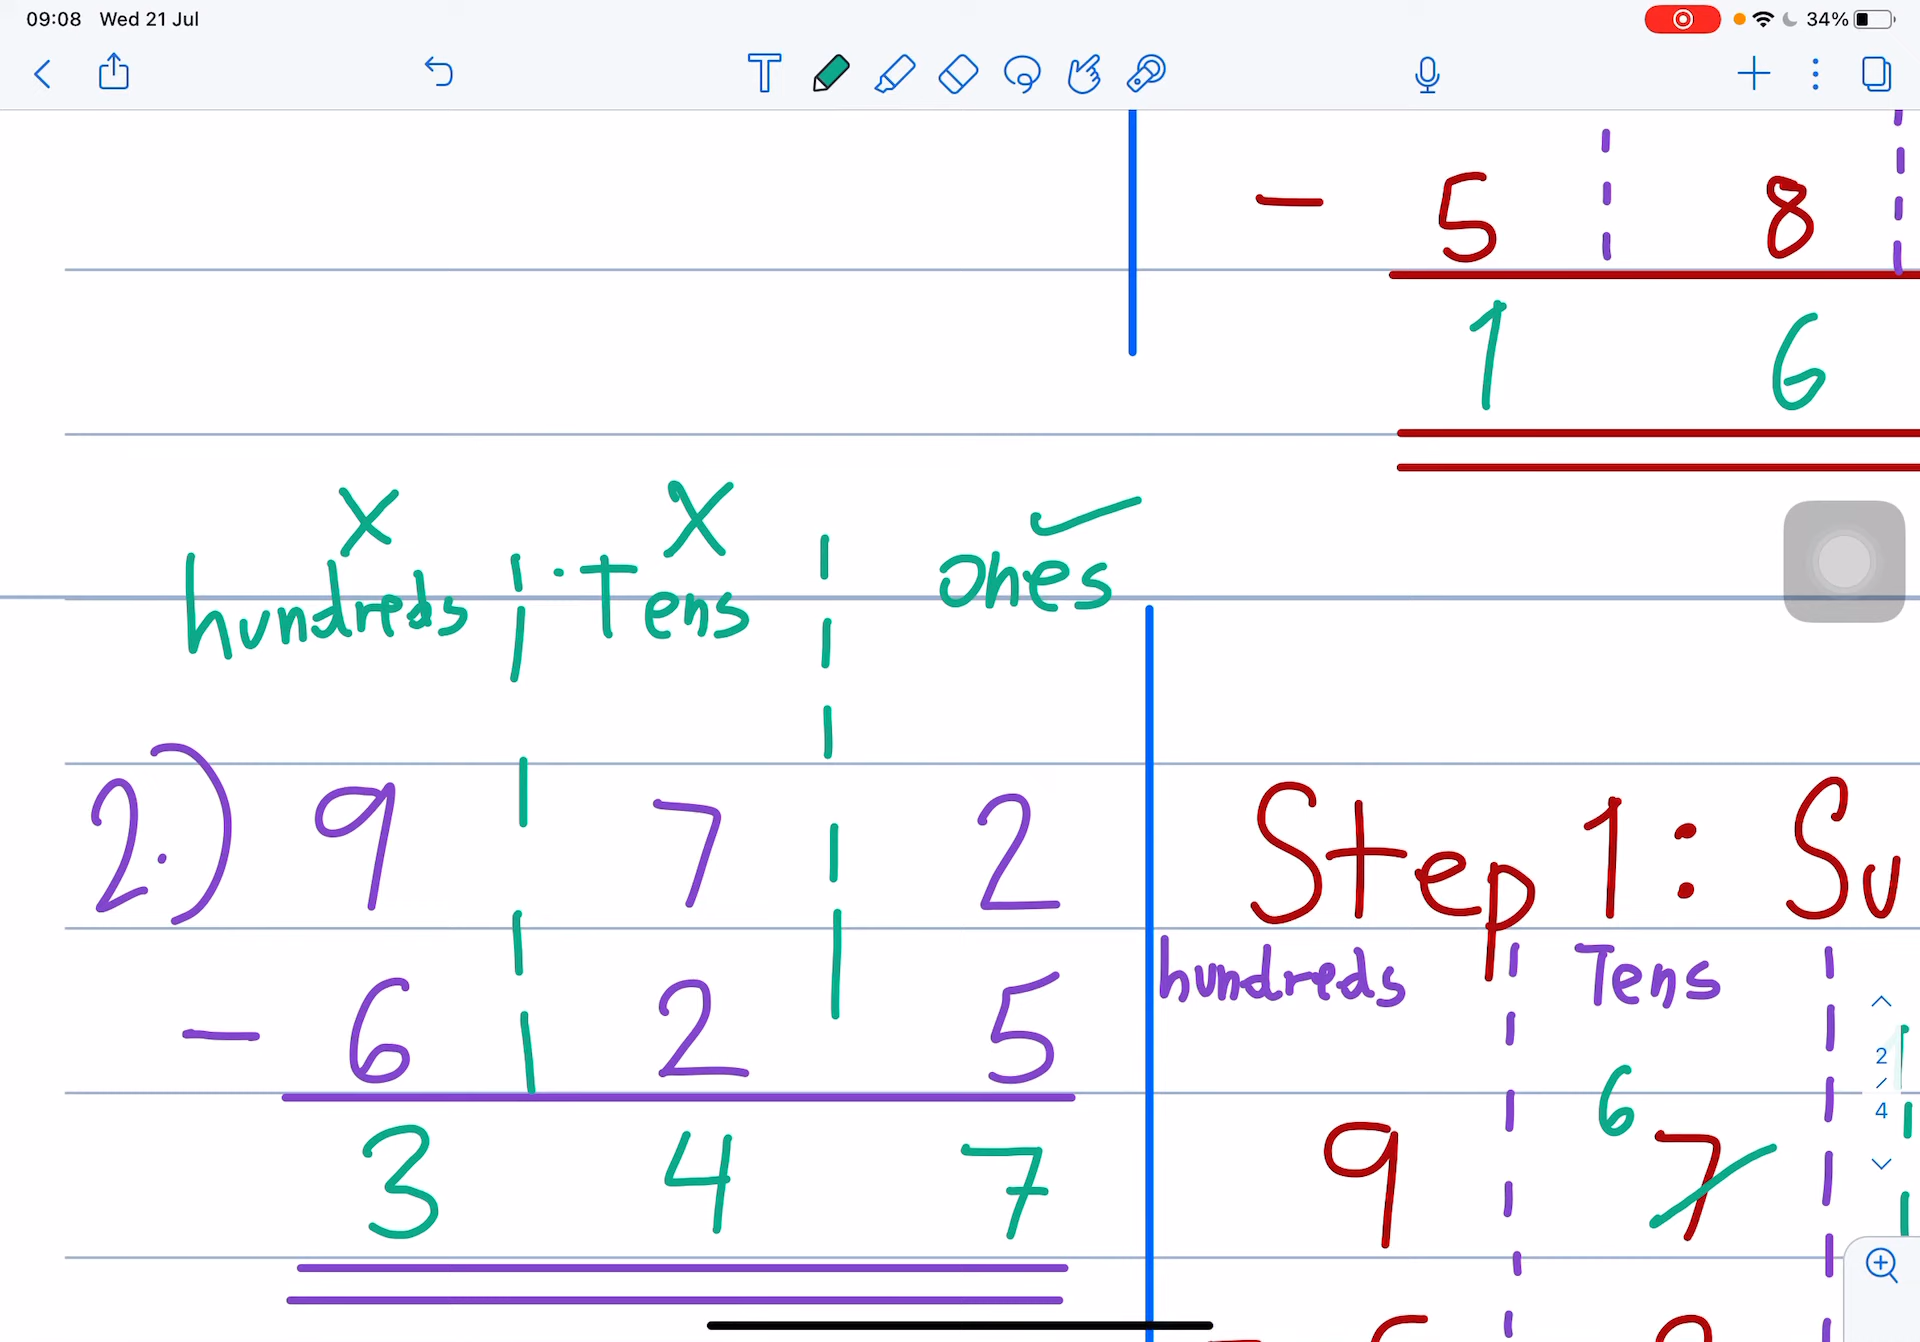 09:08 Wed 21 Jul
34%
T
- 5 8
1 6
X X ✓
hundreds Tens ones
2.) 9 7 2
- 6 2 5
3 4 7
Step 1: Su
hundreds Tens
6
9 7
2
/
4